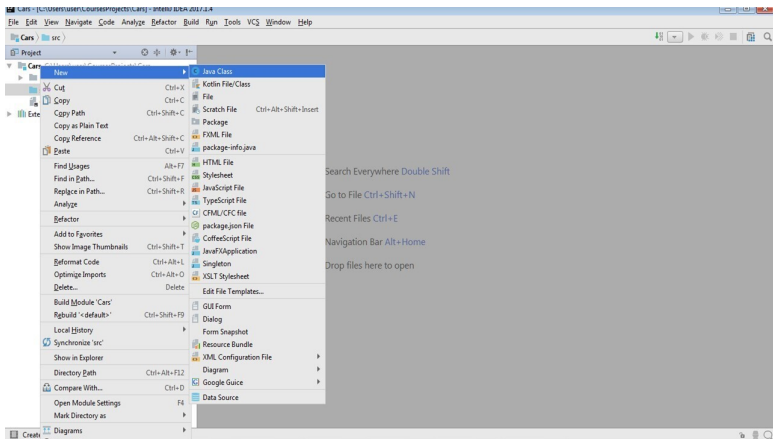 Cars - [C:\Users\user\CoursesProjects\Cars] - IntelliJ IDEA 2017.1.4
File Edit View Navigate Code Analyze Refactor Build Run Tools VCS Window Help
Cars src
Project
Cars
New
Cut Ctrl+X
Copy Ctrl+C
Copy Path Ctrl+Shift+C
Copy as Plain Text
Copy Reference Ctrl+Alt+Shift+C
Paste Ctrl+V
Find Usages Alt+F7
Find in Path... Ctrl+Shift+F
Replace in Path... Ctrl+Shift+R
Analyze
Refactor
Add to Favorites
Show Image Thumbnails Ctrl+Shift+T
Reformat Code Ctrl+Alt+L
Optimize Imports Ctrl+Alt+O
Delete... Delete
Build Module 'Cars'
Rebuild '<default>' Ctrl+Shift+F9
Local History
Synchronize 'src'
Show in Explorer
Directory Path Ctrl+Alt+F12
Compare With... Ctrl+D
Open Module Settings F4
Mark Directory as
Diagrams
Java Class
Kotlin File/Class
File
Scratch File Ctrl+Alt+Shift+Insert
Package
FXML File
package-info.java
HTML File
Stylesheet
JavaScript File
TypeScript File
CFML/CFC file
package.json File
CoffeeScript File
JavaFXApplication
Singleton
XSLT Stylesheet
Edit File Templates...
GUI Form
Dialog
Form Snapshot
Resource Bundle
XML Configuration File
Diagram
Google Guice
Data Source
Search Everywhere Double Shift
Go to File Ctrl+Shift+N
Recent Files Ctrl+E
Navigation Bar Alt+Home
Drop files here to open
Exte
Create